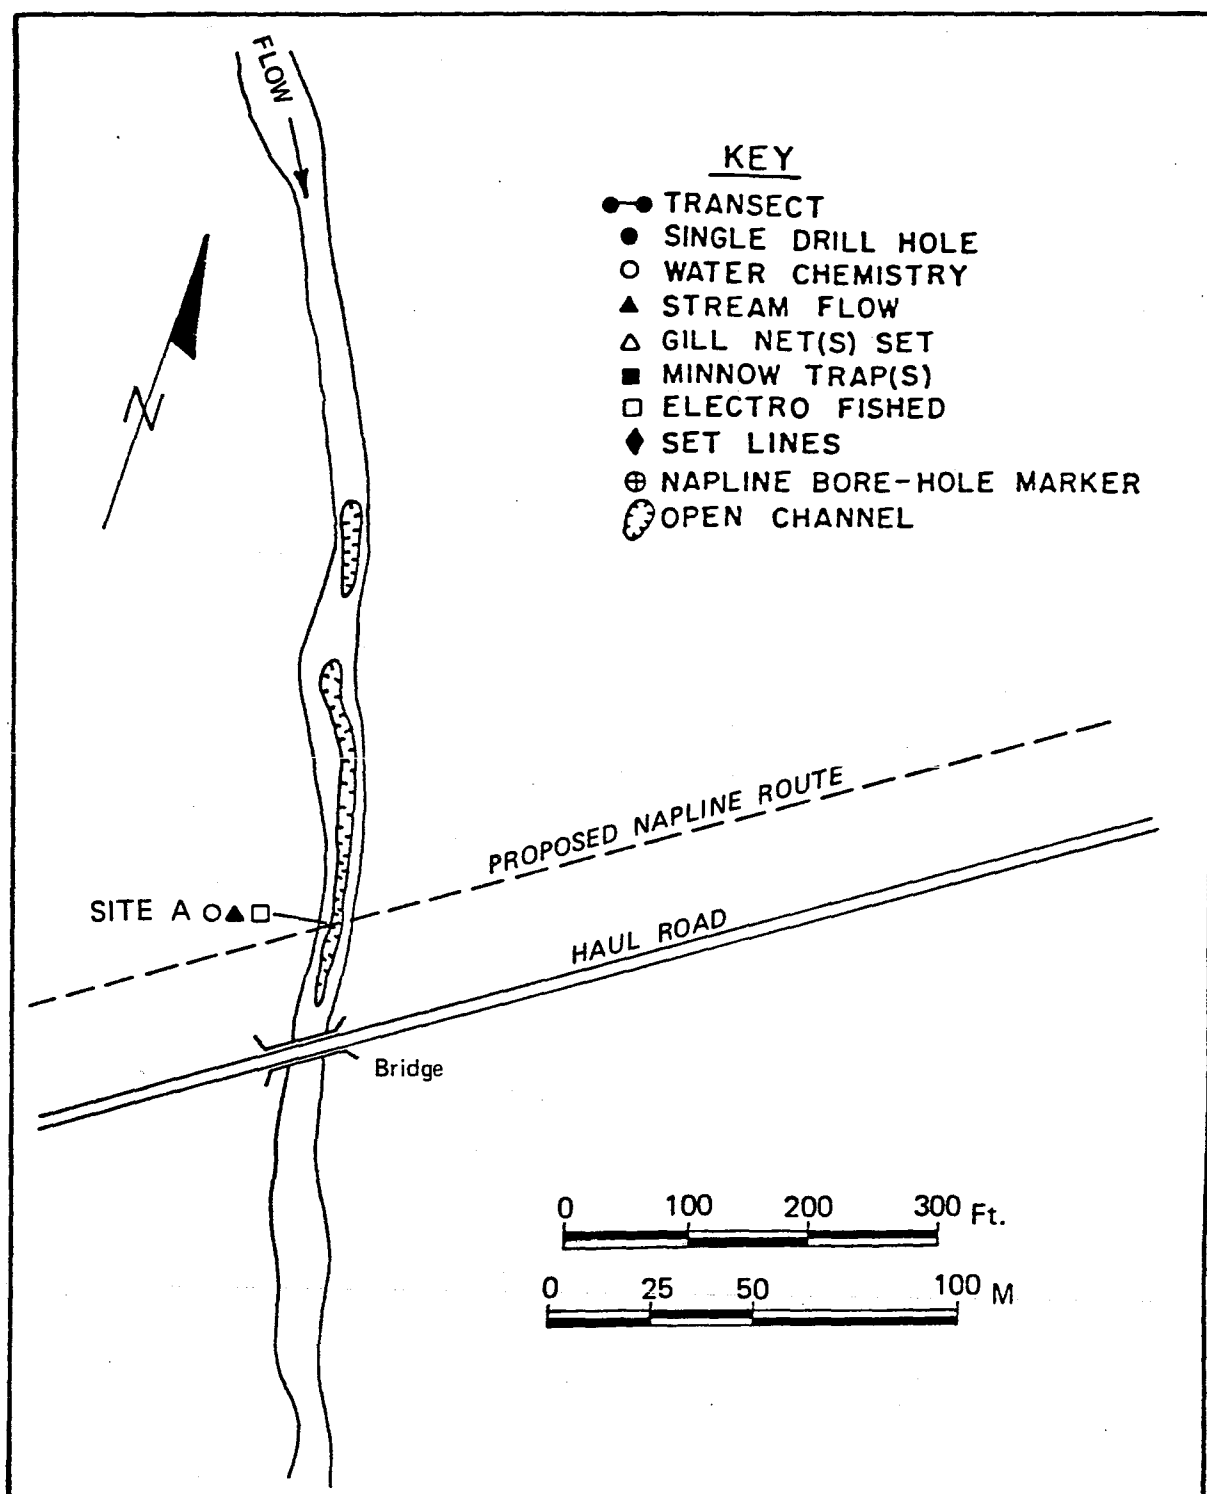 FLOW
KEY
TRANSECT
SINGLE DRILL HOLE
WATER CHEMISTRY
STREAM FLOW
GILL NET(S) SET
MINNOW TRAP(S)
ELECTRO FISHED
SET LINES
NAPLINE BORE-HOLE MARKER
OPEN CHANNEL
N
PROPOSED NAPLINE ROUTE
SITE A
HAUL ROAD
Bridge
0 100 200 300 Ft.
0 25 50 100 M